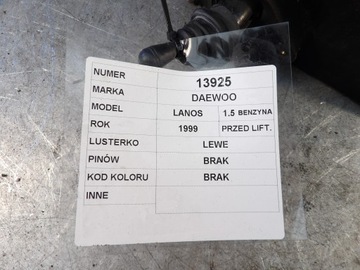 NUMER 13925
MARKA DAEWOO
MODEL LANOS 1.5 BENZYNA
ROK 1999 PRZED LIFT.
LUSTERKO LEWE
PINÓW BRAK
KOD KOLORU BRAK
INNE